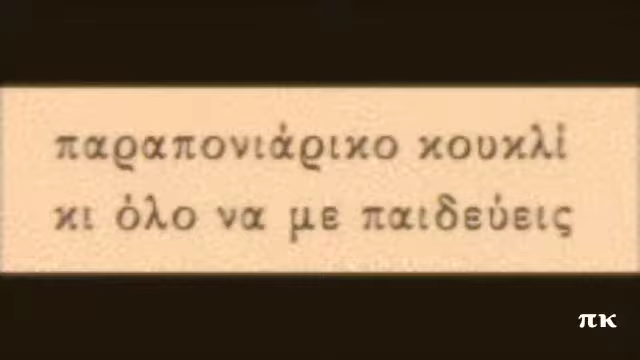 παραπονιάρικο κουκλί
κι όλο να με παιδεύεις
πκ